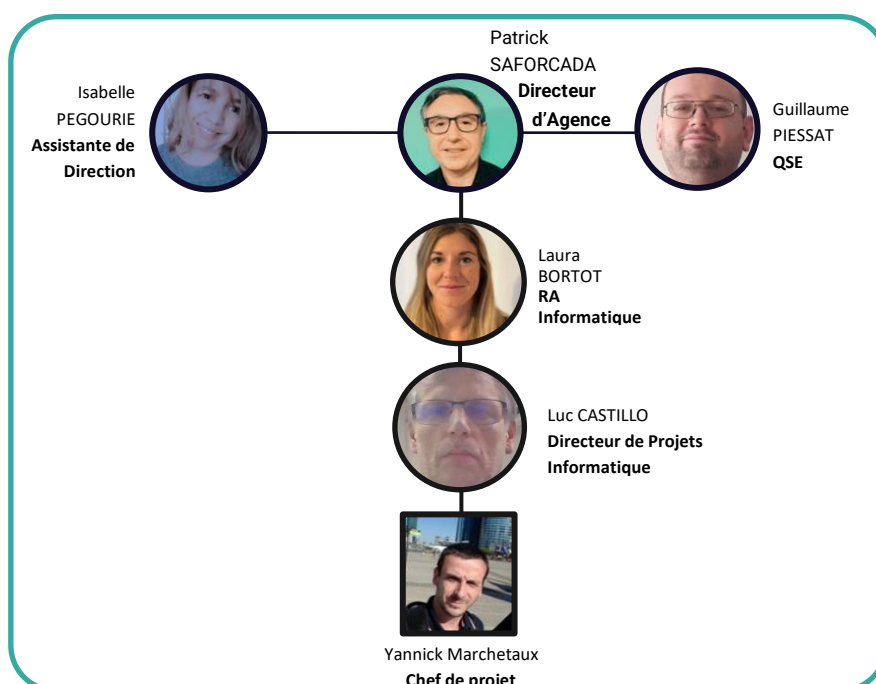 Patrick
SAFORCADA
Directeur
d’Agence
Isabelle
PEGOURIE
Assistante de
Direction
Guillaume
PIESSAT
QSE
Laura
BORTOT
RA
Informatique
Luc CASTILLO
Directeur de Projets
Informatique
Yannick Marchetaux
Chef de projet